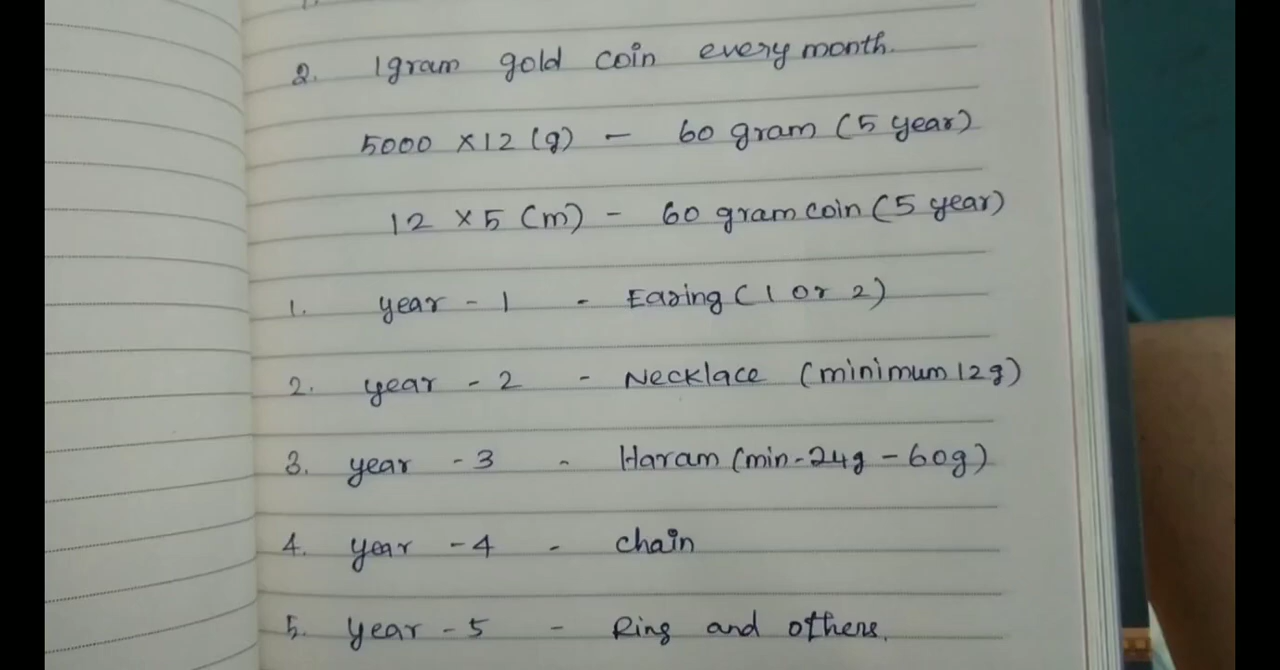 2. 1gram gold coin every month.
5000 x12 (g) - 60 gram (5 year)
12 x 5 (m) - 60 gram coin (5 year)
1. year - 1 - Earing (1 or 2)
2. year - 2 - Necklace (minimum 12g)
3. year - 3 - Haram (min-24g - 60g)
4. year - 4 - chain
5. year - 5 - Ring and others.